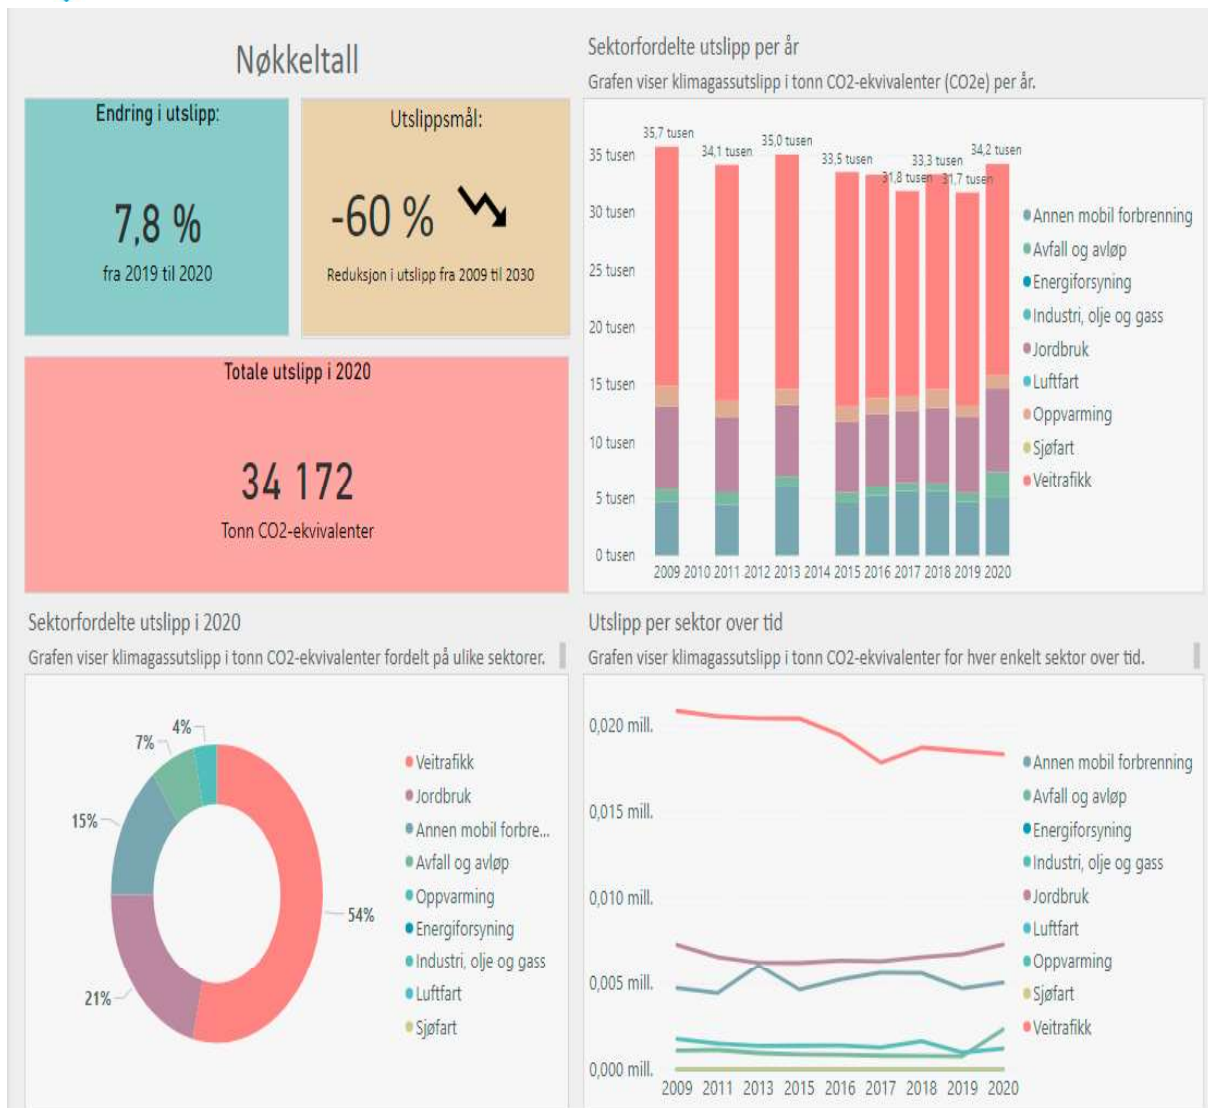 Nøkkeltall
Endring i utslipp:
7,8 %
fra 2019 til 2020
Utslippsmål:
-60 %
Reduksjon i utslipp fra 2009 til 2030
Totale utslipp i 2020
34 172
Tonn CO2-ekvivalenter
Sektorfordelte utslipp per år
Grafen viser klimagassutslipp i tonn CO2-ekvivalenter (CO2e) per år.
35 tusen
30 tusen
25 tusen
20 tusen
15 tusen
10 tusen
5 tusen
0 tusen
35,7 tusen
34,1 tusen
35,0 tusen
33,5 tusen
31,8 tusen
33,3 tusen
31,7 tusen
34,2 tusen
2009 2010 2011 2012 2013 2014 2015 2016 2017 2018 2019 2020
Annen mobil forbrenning
Avfall og avløp
Energiforsyning
Industri, olje og gass
Jordbruk
Luftfart
Oppvarming
Sjøfart
Veitrafikk
Sektorfordelte utslipp i 2020
Grafen viser klimagassutslipp i tonn CO2-ekvivalenter fordelt på ulike sektorer.
4%
7%
15%
21%
54%
Veitrafikk
Jordbruk
Annen mobil forbre...
Avfall og avløp
Oppvarming
Energiforsyning
Industri, olje og gass
Luftfart
Sjøfart
Utslipp per sektor over tid
Grafen viser klimagassutslipp i tonn CO2-ekvivalenter for hver enkelt sektor over tid.
0,020 mill.
0,015 mill.
0,010 mill.
0,005 mill.
0,000 mill.
2009 2011 2013 2015 2016 2017 2018 2019 2020
Annen mobil forbrenning
Avfall og avløp
Energiforsyning
Industri, olje og gass
Jordbruk
Luftfart
Oppvarming
Sjøfart
Veitrafikk